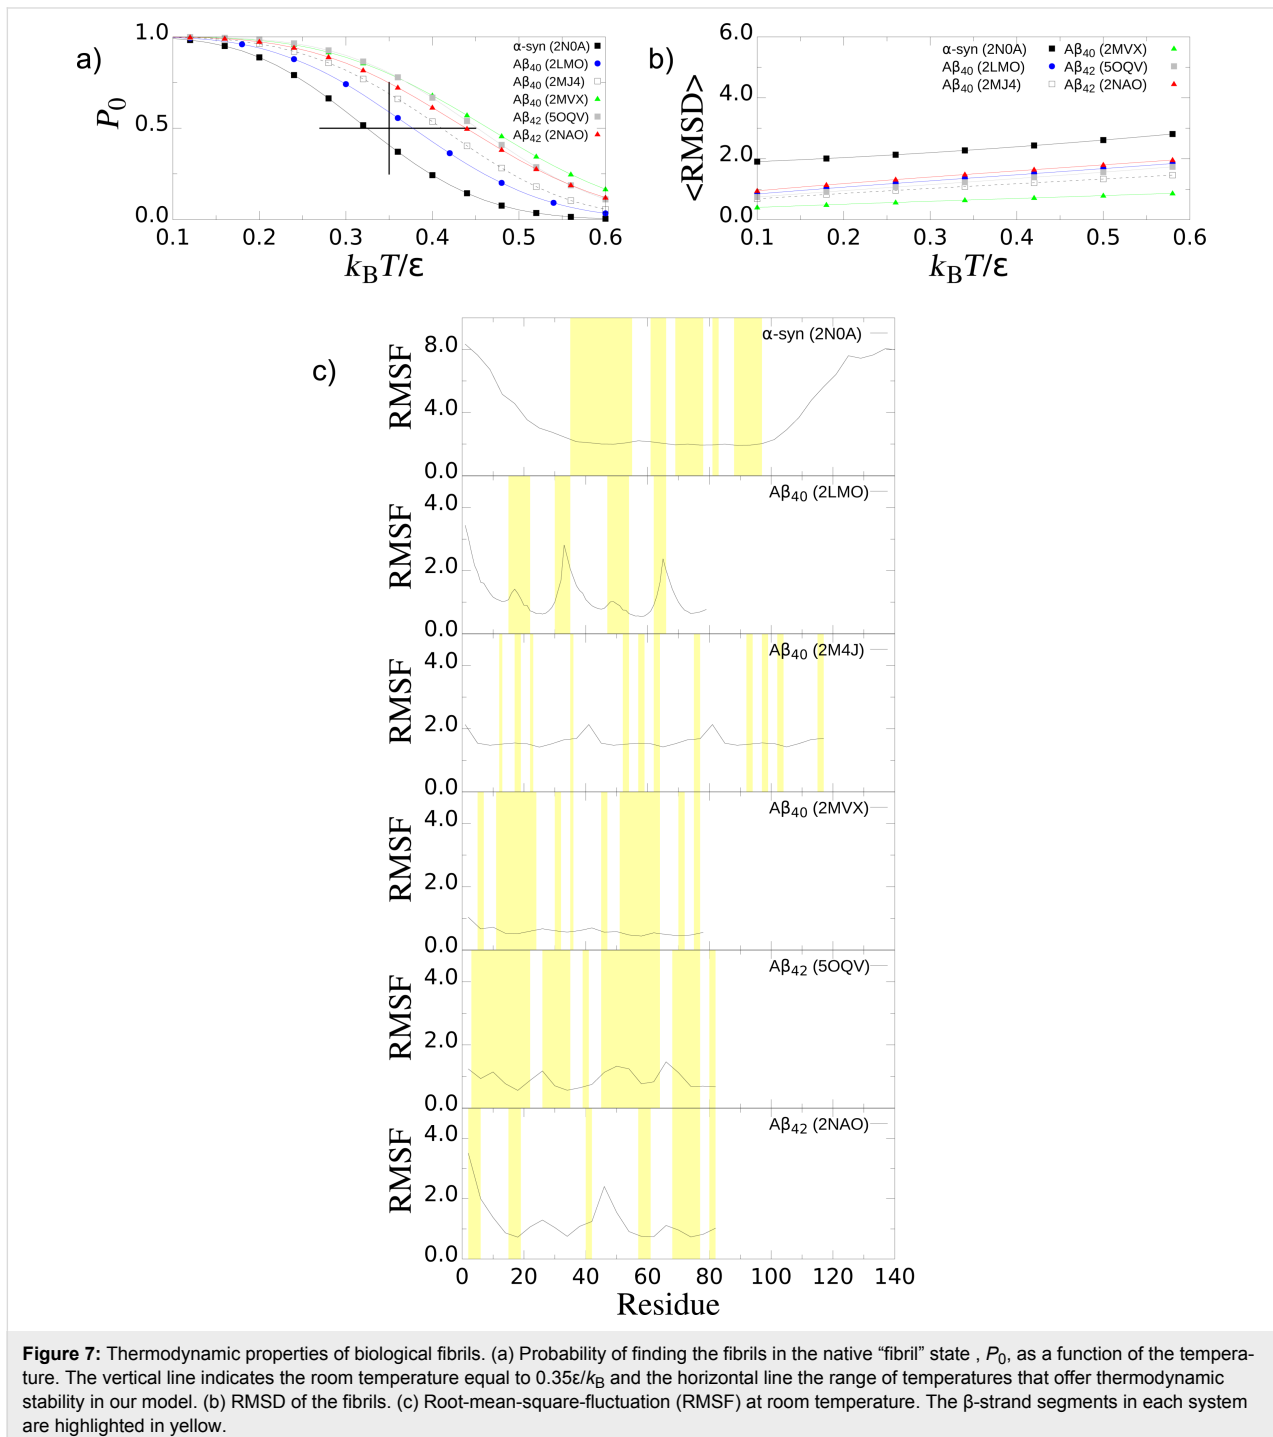 a)
P0
1.0
0.5
0.0
0.1 0.2 0.3 0.4 0.5 0.6
kBT/ε
α-syn (2N0A)
Aβ40 (2LMO)
Aβ40 (2MJ4)
Aβ40 (2MVX)
Aβ42 (5OQV)
Aβ42 (2NAO)
b)
<RMSD>
6.0
4.0
2.0
0.0
0.1 0.2 0.3 0.4 0.5 0.6
kBT/ε
α-syn (2N0A) Aβ40 (2MVX)
Aβ40 (2LMO) Aβ42 (5OQV)
Aβ40 (2MJ4) Aβ42 (2NAO)
c)
RMSF
8.0
4.0
0.0
α-syn (2N0A)
RMSF
4.0
2.0
0.0
Aβ40 (2LMO)
RMSF
4.0
2.0
0.0
Aβ40 (2M4J)
RMSF
4.0
2.0
0.0
Aβ40 (2MVX)
RMSF
4.0
2.0
0.0
Aβ42 (5OQV)
RMSF
4.0
2.0
0.0
Aβ42 (2NAO)
0 20 40 60 80 100 120 140
Residue
Figure 7: Thermodynamic properties of biological fibrils. (a) Probability of finding the fibrils in the native “fibril” state , P0, as a function of the tempera-
ture. The vertical line indicates the room temperature equal to 0.35ε/kB and the horizontal line the range of temperatures that offer thermodynamic
stability in our model. (b) RMSD of the fibrils. (c) Root-mean-square-fluctuation (RMSF) at room temperature. The β-strand segments in each system
are highlighted in yellow.